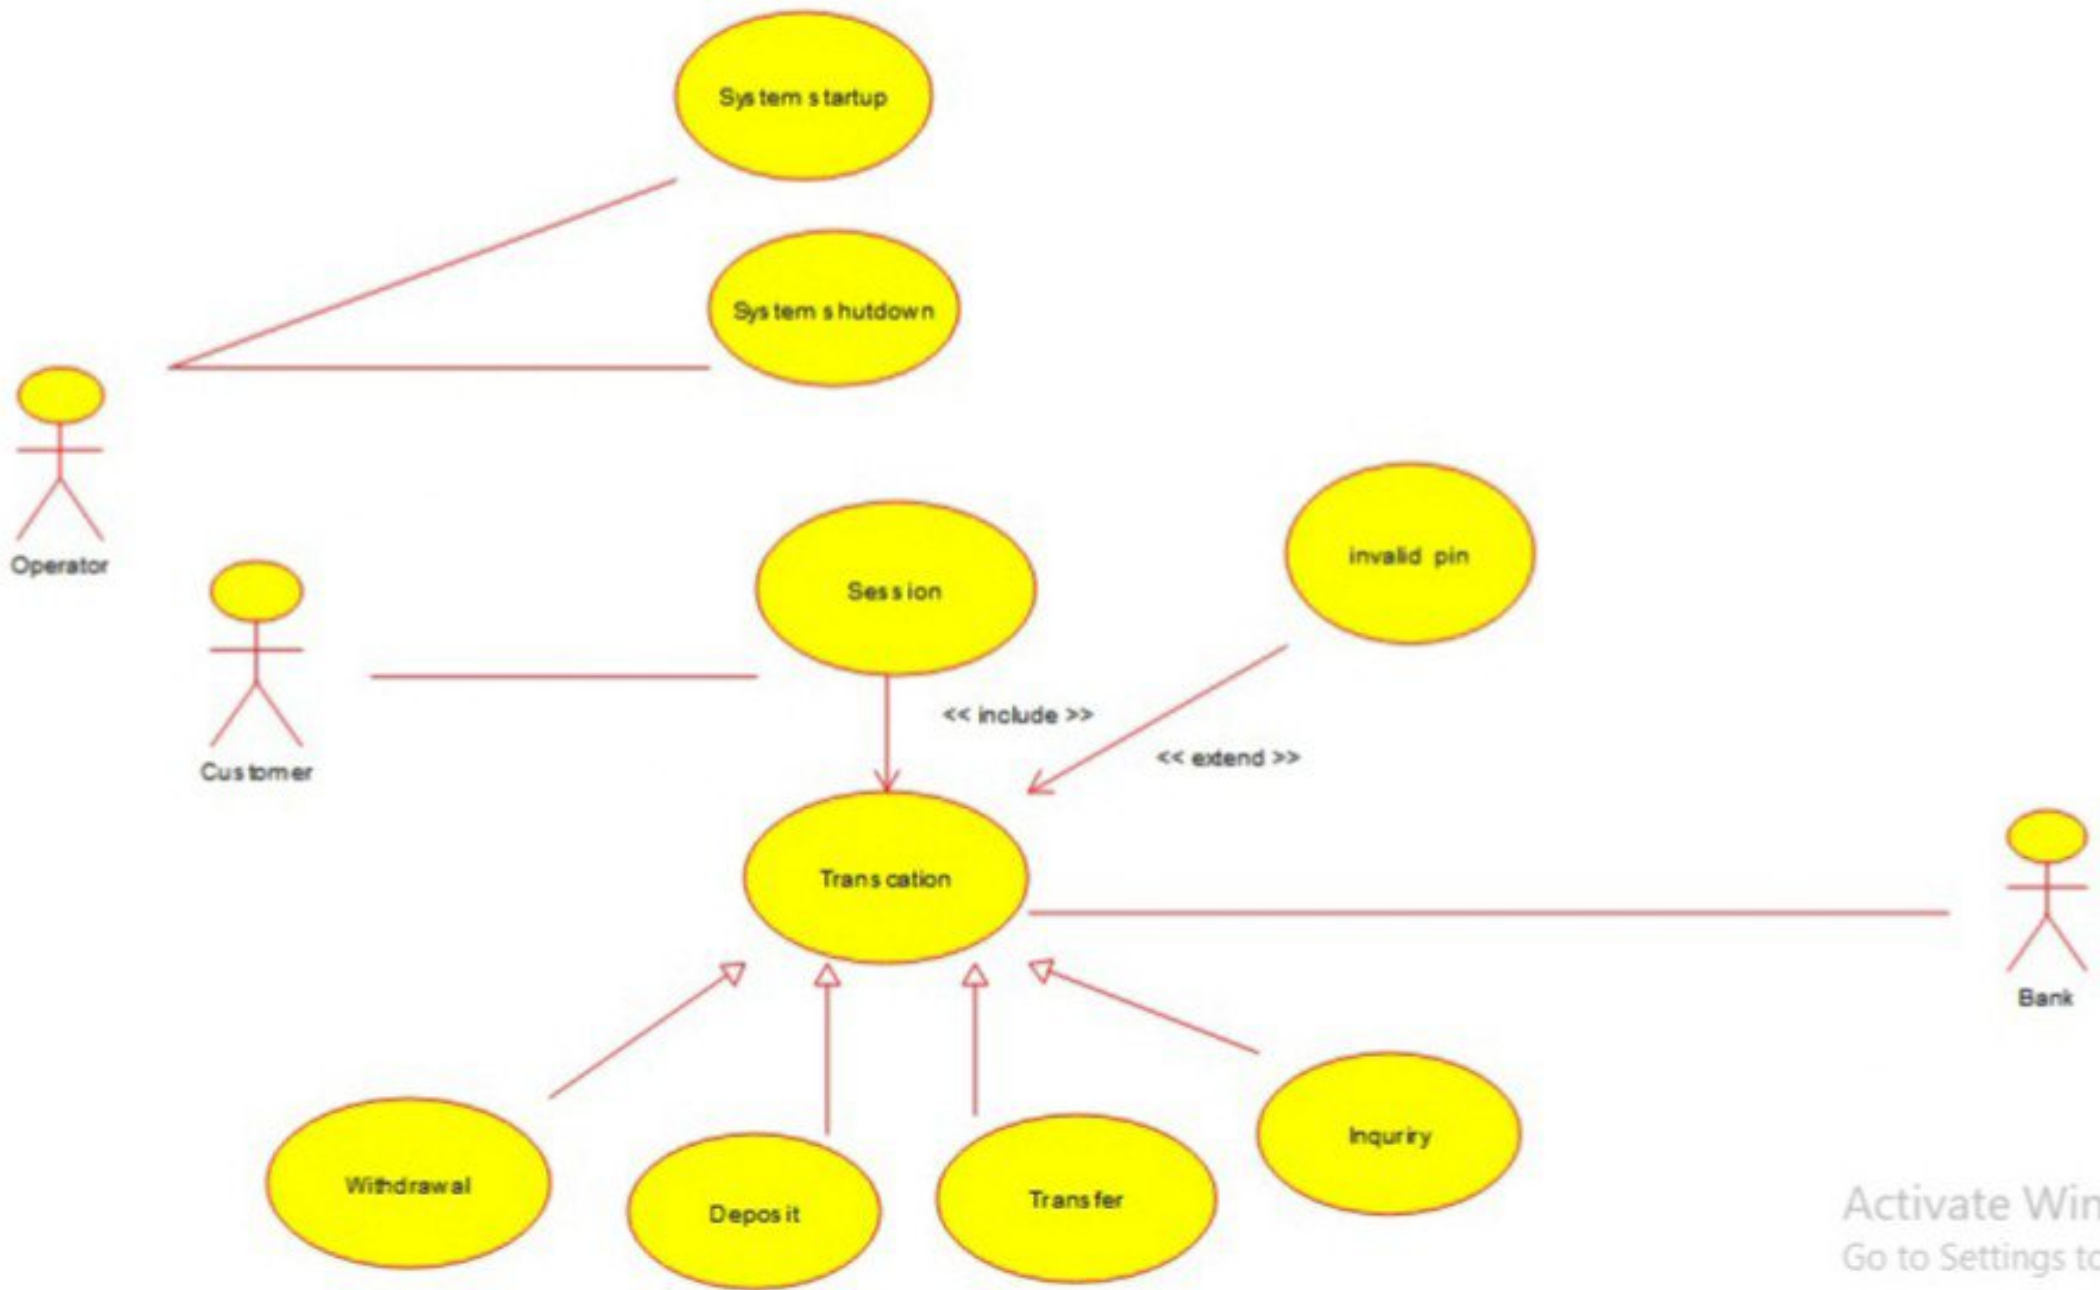 System startup
System shutdown
Operator
invalid pin
Session
<< include >>
<< extend >>
Customer
Transcation
Bank
Withdrawal
Deposit
Transfer
Inquriry
Activate Win
Go to Settings to